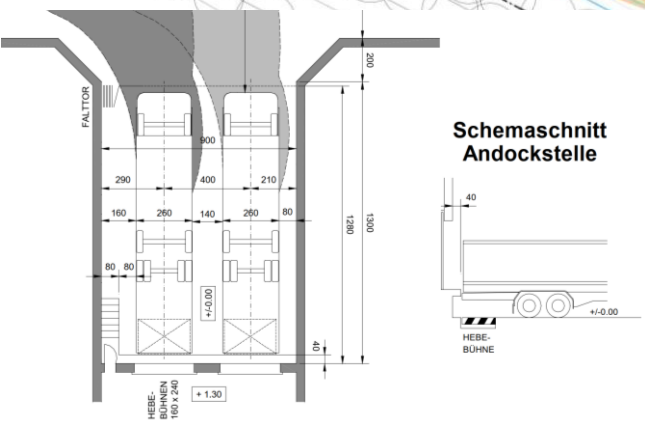 FALTTOR
200
900
290
400
210
160
260
140
260
80
1280
1300
80
80
+/-0.00
40
HEBE-
BÜHNEN
160 x 240
+ 1.30
Schemaschnitt
Andockstelle
40
+/-0.00
HEBE-
BÜHNE